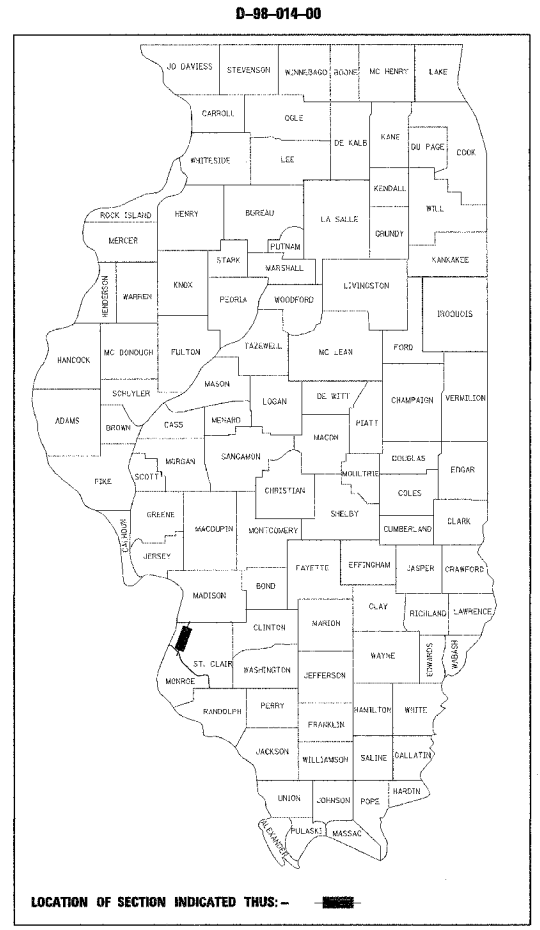 D-98-014-00
JO DAVIESS STEVENSON WINNEBAGO BOONE MC HENRY LAKE
CARROLL OGLE
DE KALB KANE DU PAGE COOK
WHITESIDE LEE
KENDALL
ROCK ISLAND HENRY BUREAU LA SALLE WILL
MERCER GRUNDY
PUTNAM
STARK MARSHALL KANKAKEE
HENDERSON WARREN KNOX PEORIA WOODFORD LIVINGSTON IROQUOIS
HANCOCK MC DONOUGH FULTON TAZEWELL MC LEAN FORD
MASON
SCHUYLER LOGAN DE WITT CHAMPAIGN VERMILION
ADAMS BROWN CASS MENARD PIATT
MACON
SANGAMON DOUGLAS
PIKE SCOTT MORGAN MOULTRIE EDGAR
CHRISTIAN COLES
GREENE SHELBY CLARK
CALHOUN MACOUPIN MONTGOMERY CUMBERLAND
JERSEY
FAYETTE EFFINGHAM JASPER CRAWFORD
MADISON BOND
CLAY
CLINTON MARION RICHLAND LAWRENCE
ST. CLAIR WASHINGTON WAYNE EDWARDS WABASH
MONROE JEFFERSON
RANDOLPH PERRY HAMILTON WHITE
FRANKLIN
JACKSON WILLIAMSON SALINE GALLATIN
UNION JOHNSON POPE HARDIN
ALEXANDER PULASKI MASSAC
LOCATION OF SECTION INDICATED THUS:-